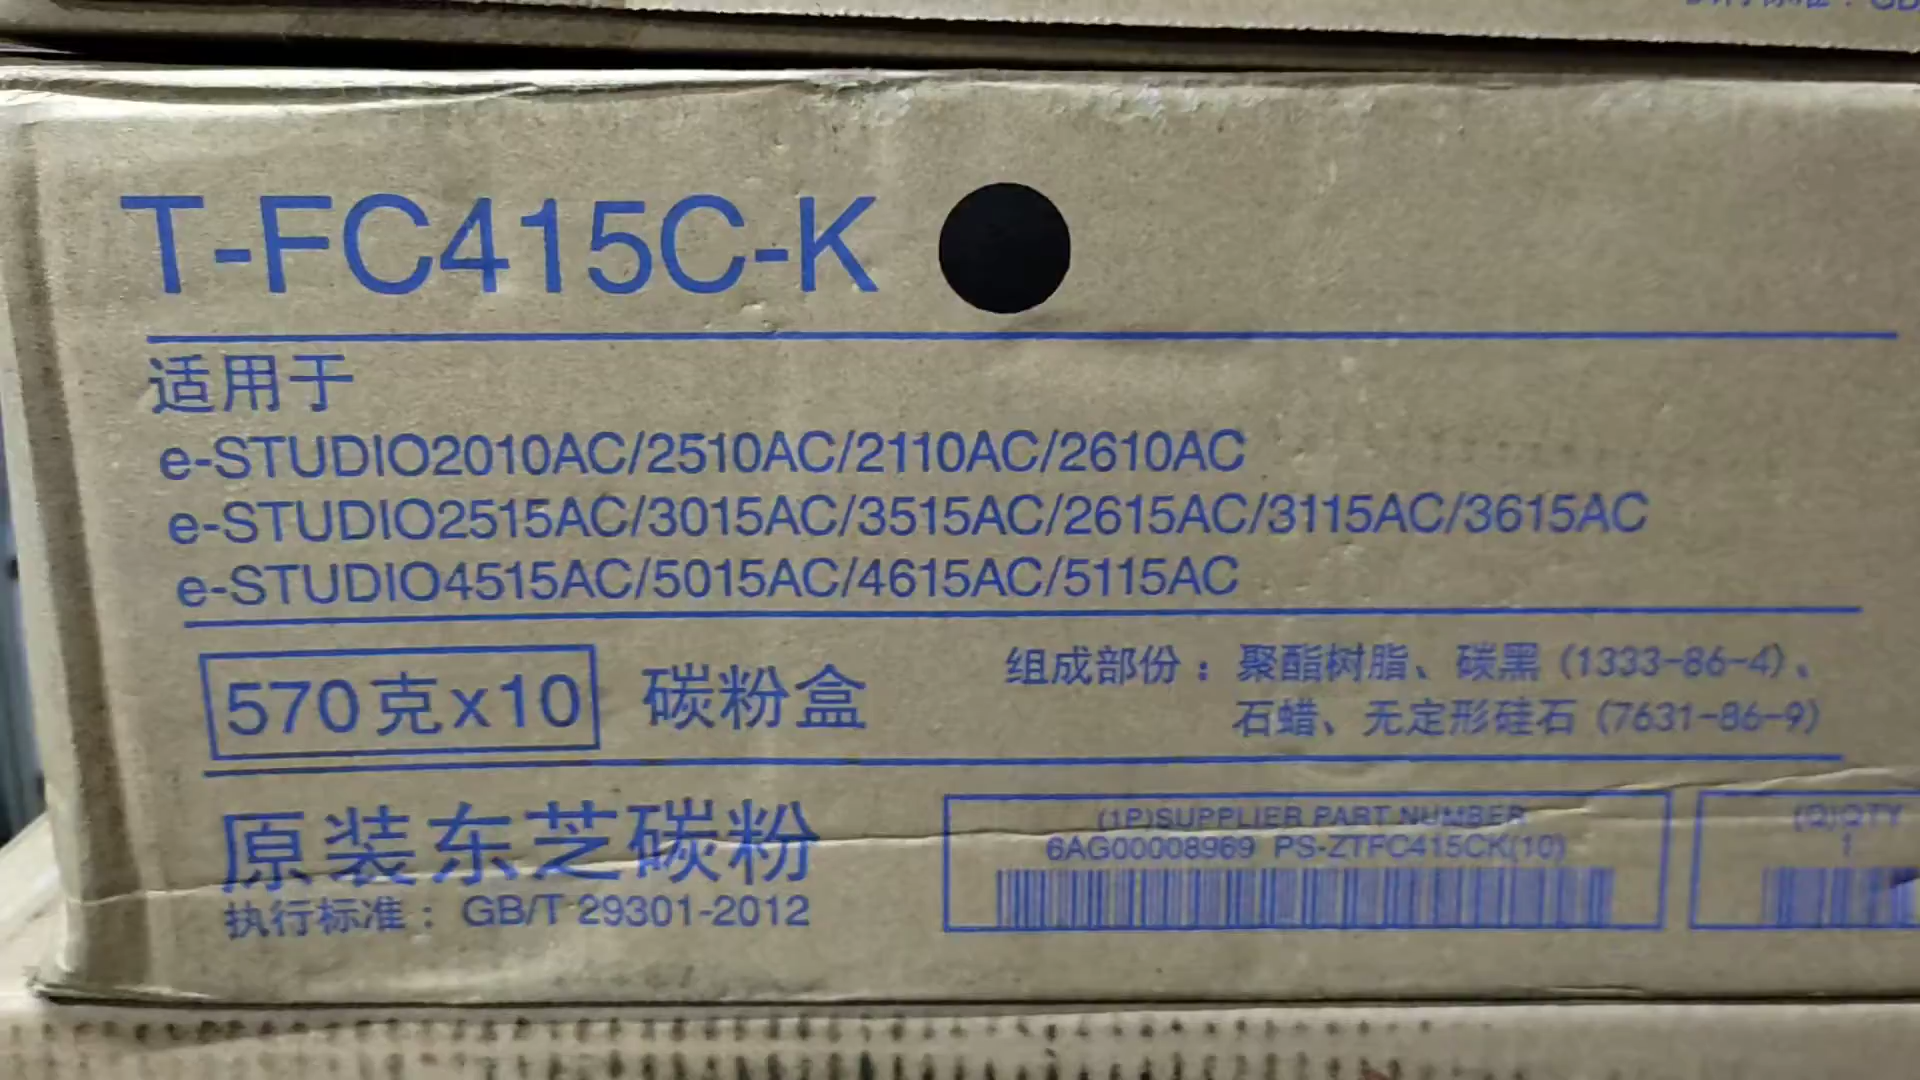 T-FC415C-K
适用于
e-STUDIO2010AC/2510AC/2110AC/2610AC
e-STUDIO2515AC/3015AC/3515AC/2615AC/3115AC/3615AC
e-STUDIO4515AC/5015AC/4615AC/5115AC
570克x10 碳粉盒
组成部份：聚酯树脂、碳黑 (1333-86-4)、
石蜡、无定形硅石 (7631-86-9)
原装东芝碳粉
执行标准：GB/T 29301-2012
(1P)SUPPLIER PART NUMBER
6AG00008969 PS-ZTFC415CK(10)
(Q)QTY
1